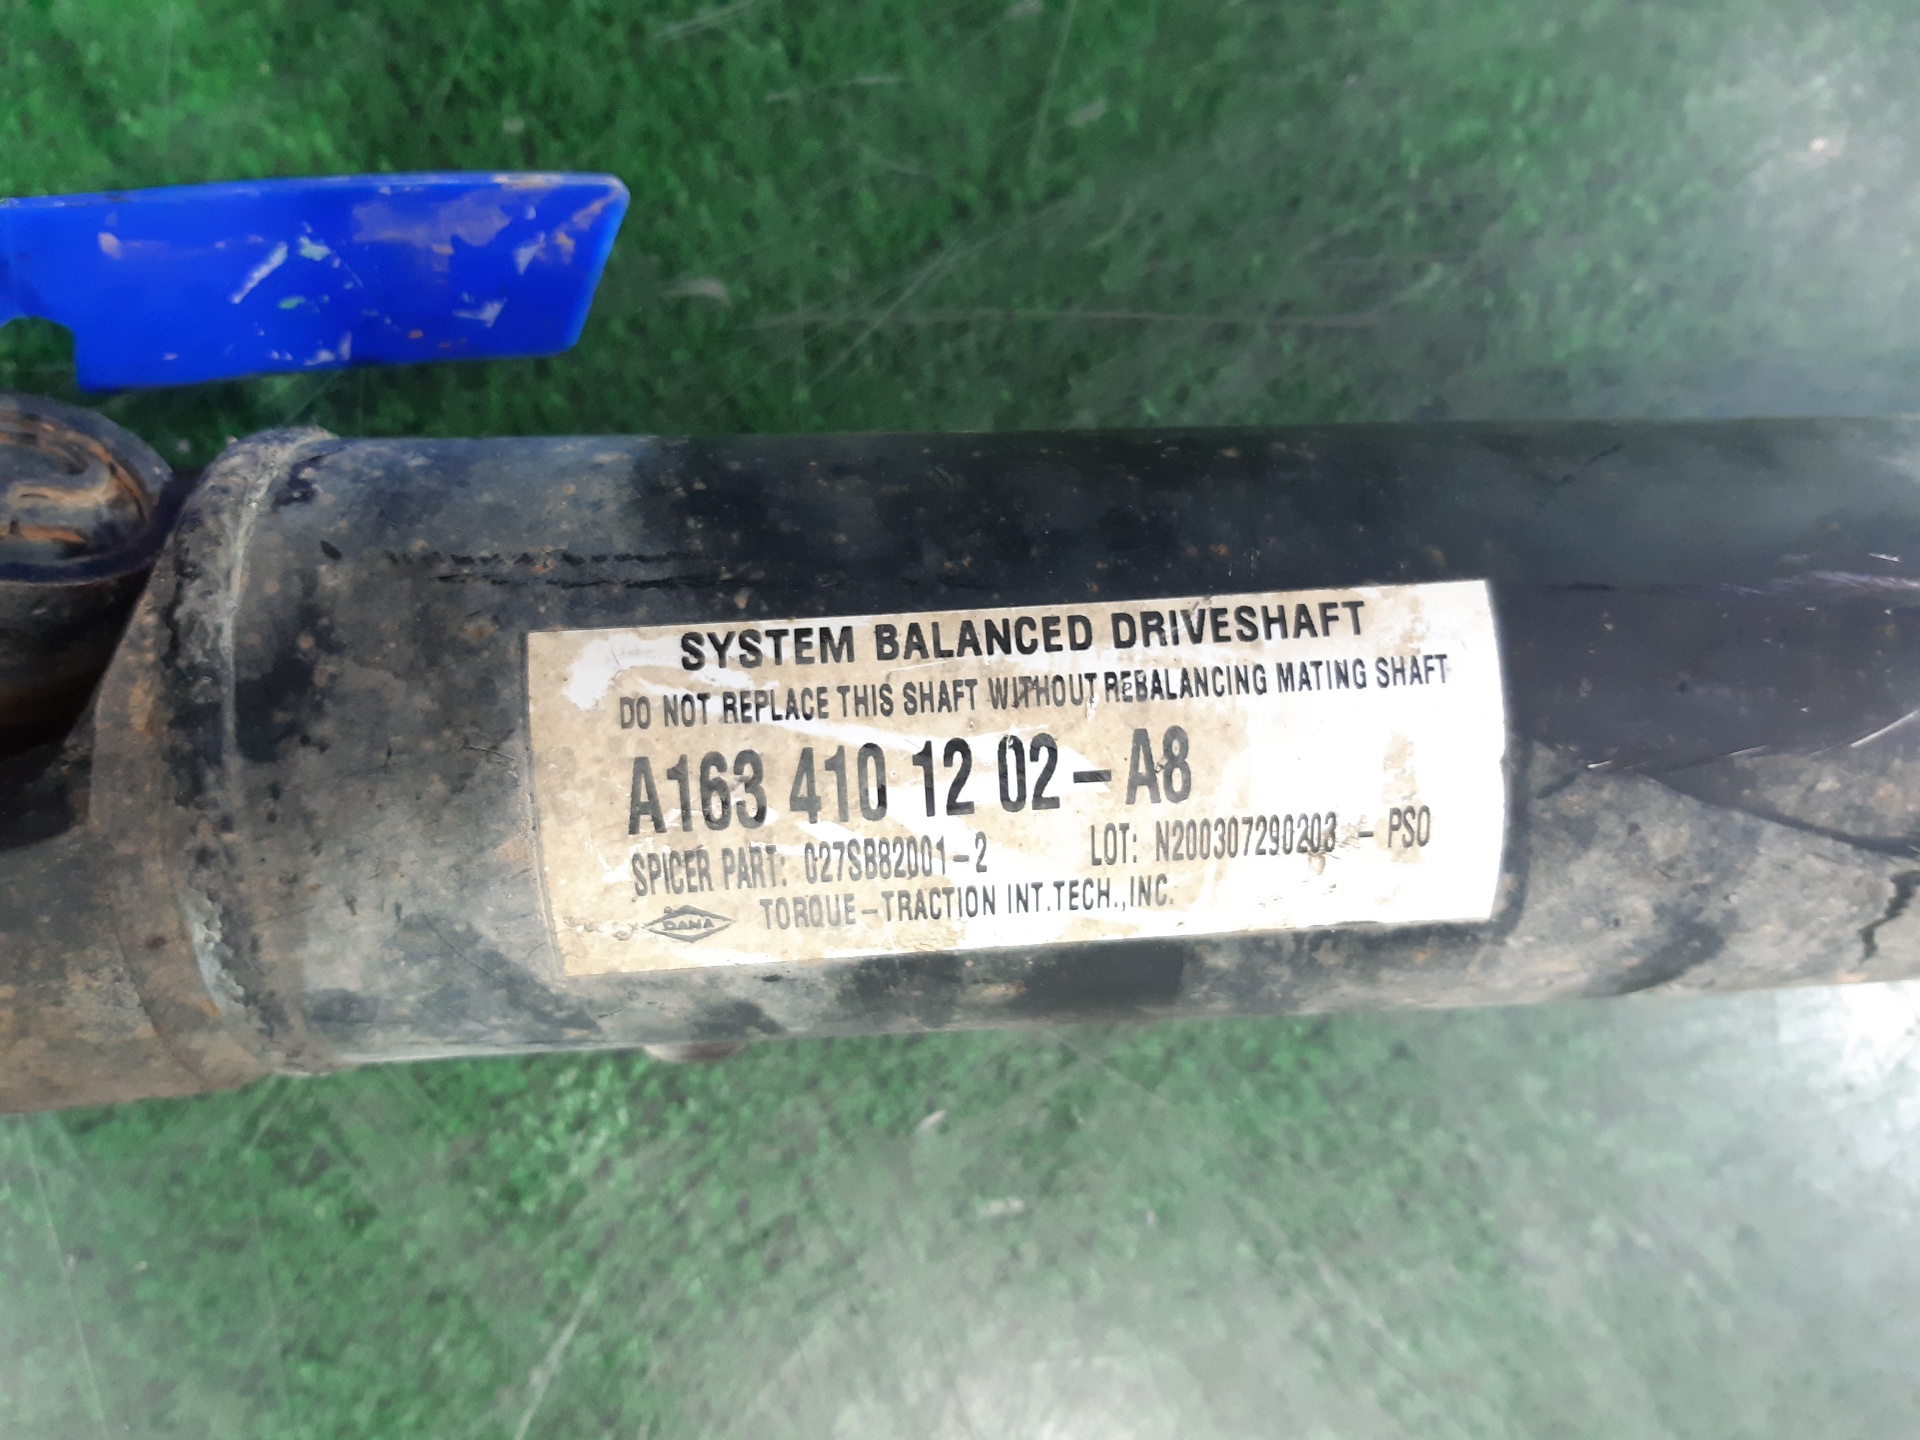 SYSTEM BALANCED DRIVESHAFT
DO NOT REPLACE THIS SHAFT WITHOUT REBALANCING MATING SHAFT
A163 410 12 02-A8
SPICER PART: 027SB82001-2 LOT: N200307290203 - PSO
DANA TORQUE-TRACTION INT.TECH.,INC.